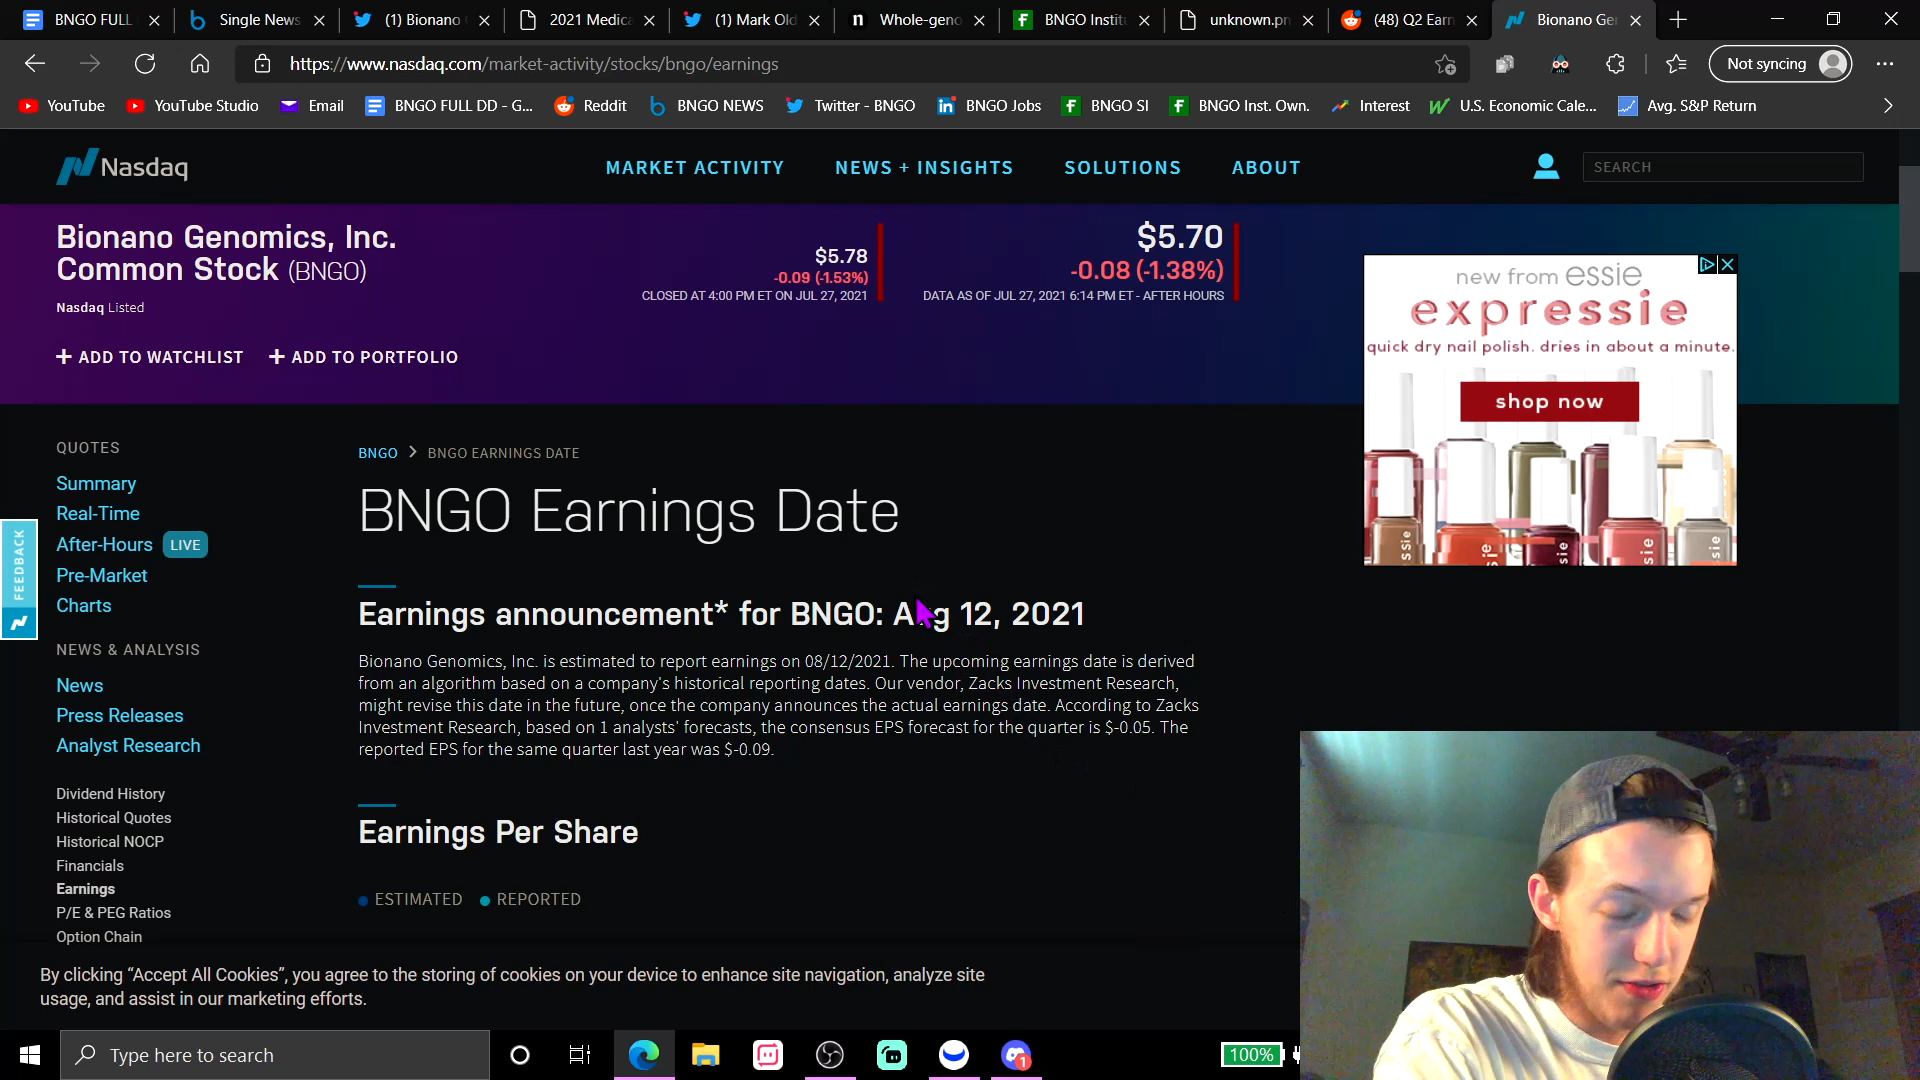 BNGO FULL
Single News
(1) Bionano
2021 Medica
(1) Mark Old
Whole-geno
BNGO Instit
unknown.pn
(48) Q2 Earn
Bionano Ge
https://www.nasdaq.com/market-activity/stocks/bngo/earnings
Not syncing
YouTube
YouTube Studio
Email
BNGO FULL DD - G...
Reddit
BNGO NEWS
Twitter - BNGO
BNGO Jobs
BNGO SI
BNGO Inst. Own.
Interest
U.S. Economic Cale...
Avg. S&P Return
Nasdaq
MARKET ACTIVITY
NEWS + INSIGHTS
SOLUTIONS
ABOUT
SEARCH
Bionano Genomics, Inc.
Common Stock (BNGO)
Nasdaq Listed
$5.78
-0.09 (-1.53%)
CLOSED AT 4:00 PM ET ON JUL 27, 2021
$5.70
-0.08 (-1.38%)
DATA AS OF JUL 27, 2021 6:14 PM ET - AFTER HOURS
+ ADD TO WATCHLIST
+ ADD TO PORTFOLIO
new from essie
expressie
quick dry nail polish. dries in about a minute.
shop now
QUOTES
Summary
Real-Time
After-Hours LIVE
Pre-Market
Charts
FEEDBACK
NEWS & ANALYSIS
News
Press Releases
Analyst Research
Dividend History
Historical Quotes
Historical NOCP
Financials
Earnings
P/E & PEG Ratios
Option Chain
BNGO > BNGO EARNINGS DATE
BNGO Earnings Date
Earnings announcement* for BNGO: Aug 12, 2021
Bionano Genomics, Inc. is estimated to report earnings on 08/12/2021. The upcoming earnings date is derived
from an algorithm based on a company's historical reporting dates. Our vendor, Zacks Investment Research,
might revise this date in the future, once the company announces the actual earnings date. According to Zacks
Investment Research, based on 1 analysts' forecasts, the consensus EPS forecast for the quarter is $-0.05. The
reported EPS for the same quarter last year was $-0.09.
Earnings Per Share
ESTIMATED
REPORTED
By clicking “Accept All Cookies”, you agree to the storing of cookies on your device to enhance site navigation, analyze site
usage, and assist in our marketing efforts.
Type here to search
1
100%